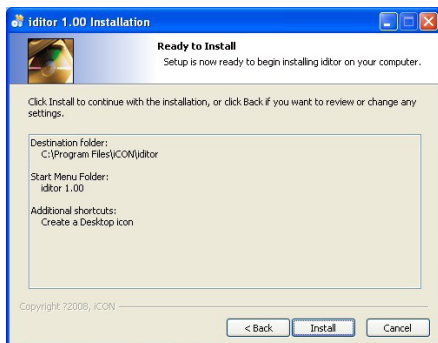 iditor 1.00 Installation
Ready to Install
Setup is now ready to begin installing iditor on your computer.
Click Install to continue with the installation, or click Back if you want to review or change any
settings.
Destination folder:
C:\Program Files\iCON\iditor
Start Menu Folder:
iditor 1.00
Additional shortcuts:
Create a Desktop icon
Copyright ?2008, iCON
< Back
Install
Cancel